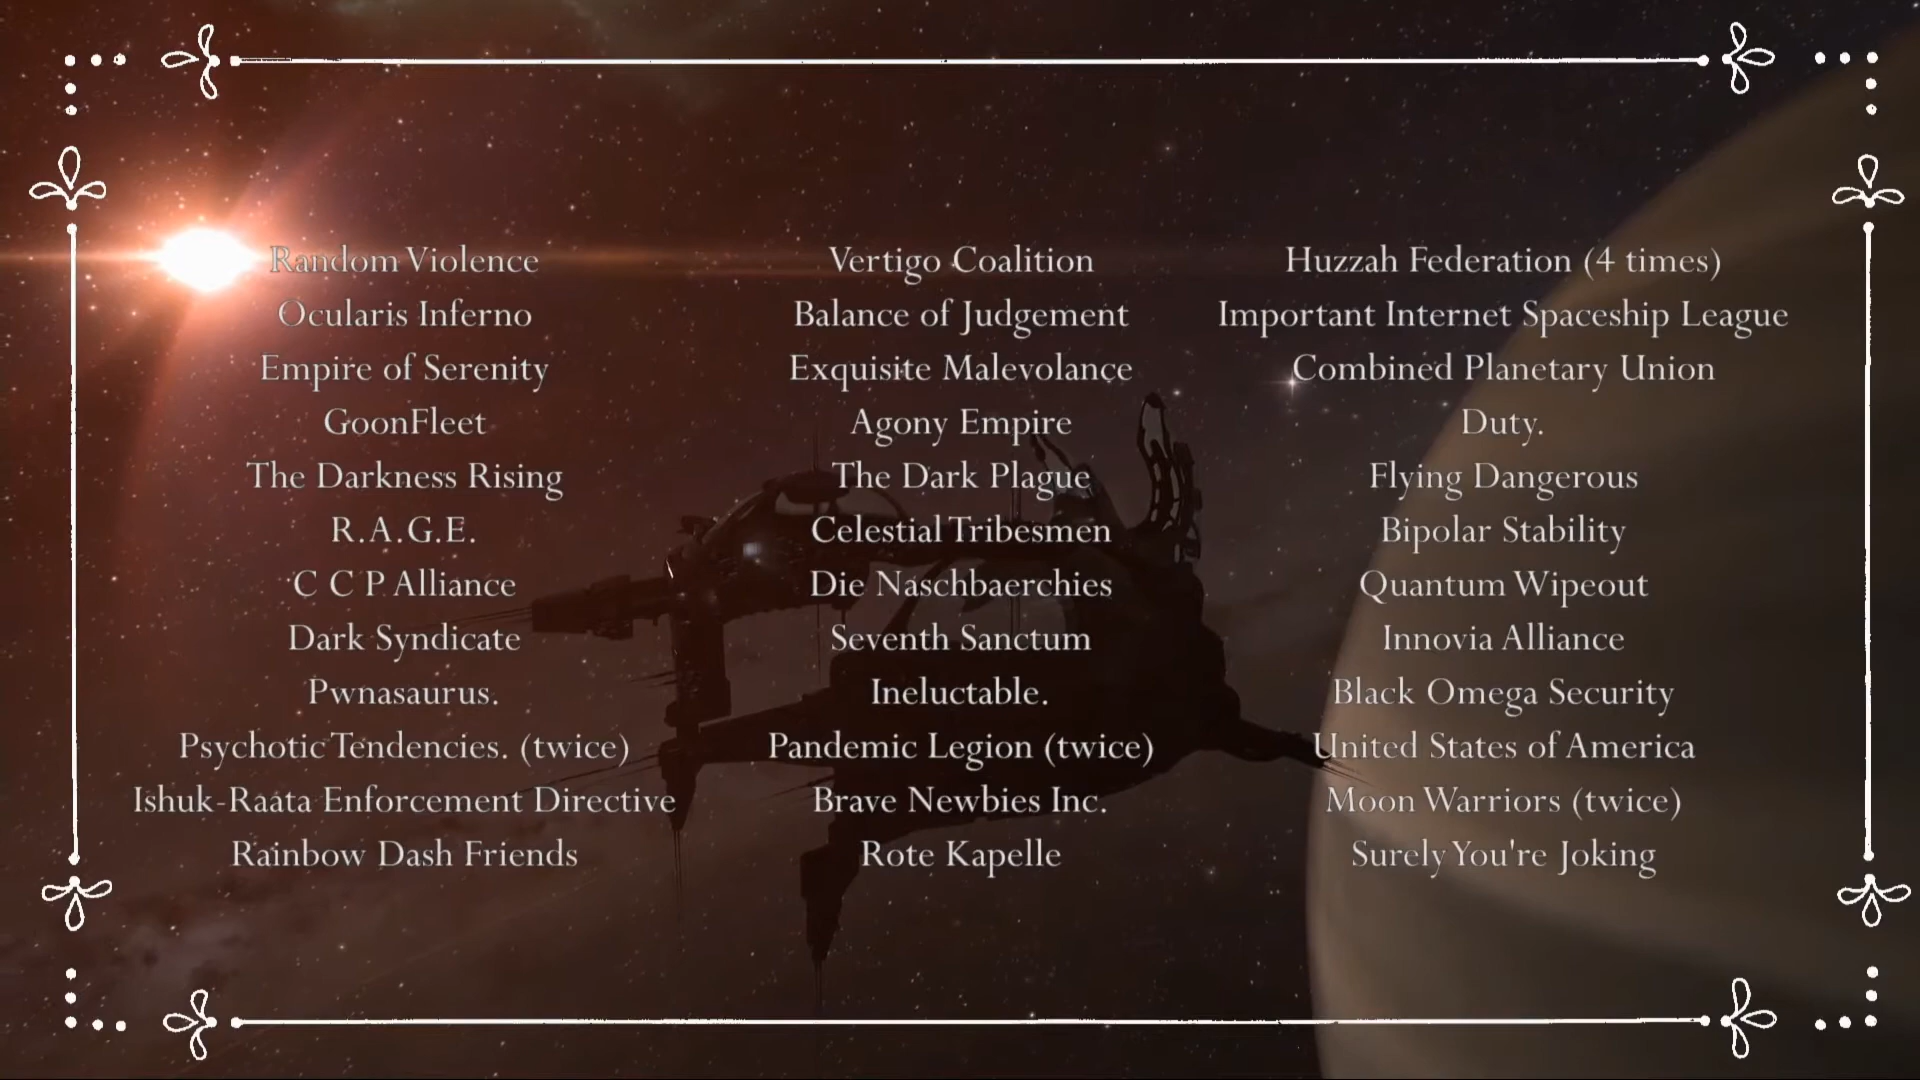 Random Violence
Ocularis Inferno
Empire of Serenity
GoonFleet
The Darkness Rising
R.A.G.E.
C C P Alliance
Dark Syndicate
Pwnasaurus.
Psychotic Tendencies. (twice)
Ishuk-Raata Enforcement Directive
Rainbow Dash Friends
Vertigo Coalition
Balance of Judgement
Exquisite Malevolance
Agony Empire
The Dark Plague
Celestial Tribesmen
Die Naschbaerchies
Seventh Sanctum
Ineluctable.
Pandemic Legion (twice)
Brave Newbies Inc.
Rote Kapelle
Huzzah Federation (4 times)
Important Internet Spaceship League
Combined Planetary Union
Duty.
Flying Dangerous
Bipolar Stability
Quantum Wipeout
Innovia Alliance
Black Omega Security
United States of America
Moon Warriors (twice)
Surely You're Joking